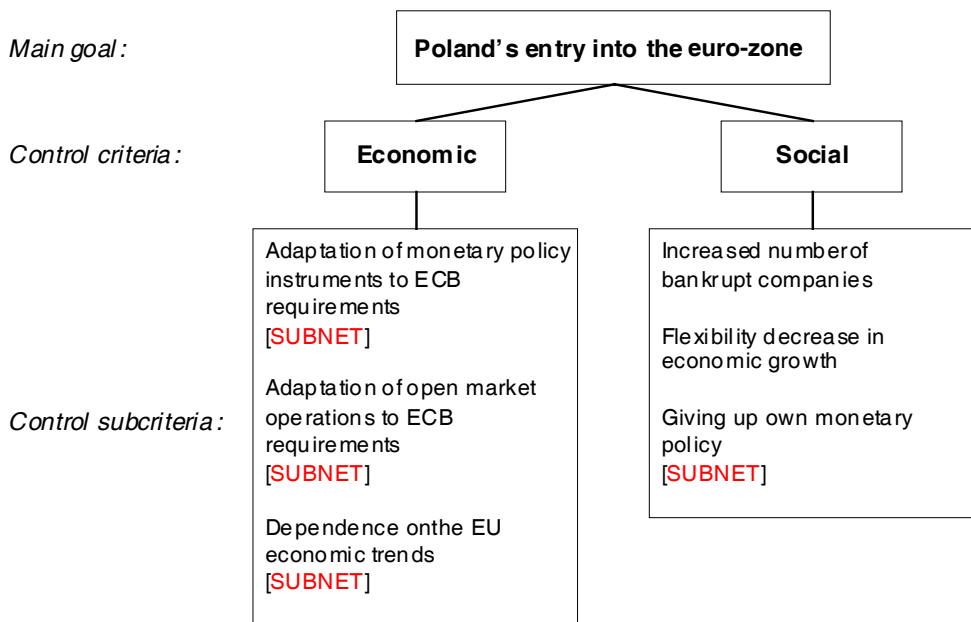 Main goal:
Poland's entry into the euro-zone
Control criteria:
Economic
Social
Control subcriteria:
Adaptation of monetary policy
instruments to ECB
requirements
[SUBNET]
Adaptation of open market
operations to ECB
requirements
[SUBNET]
Dependence onthe EU
economic trends
[SUBNET]
Increased number of
bankrupt companies
Flexibility decrease in
economic growth
Giving up own monetary
policy
[SUBNET]